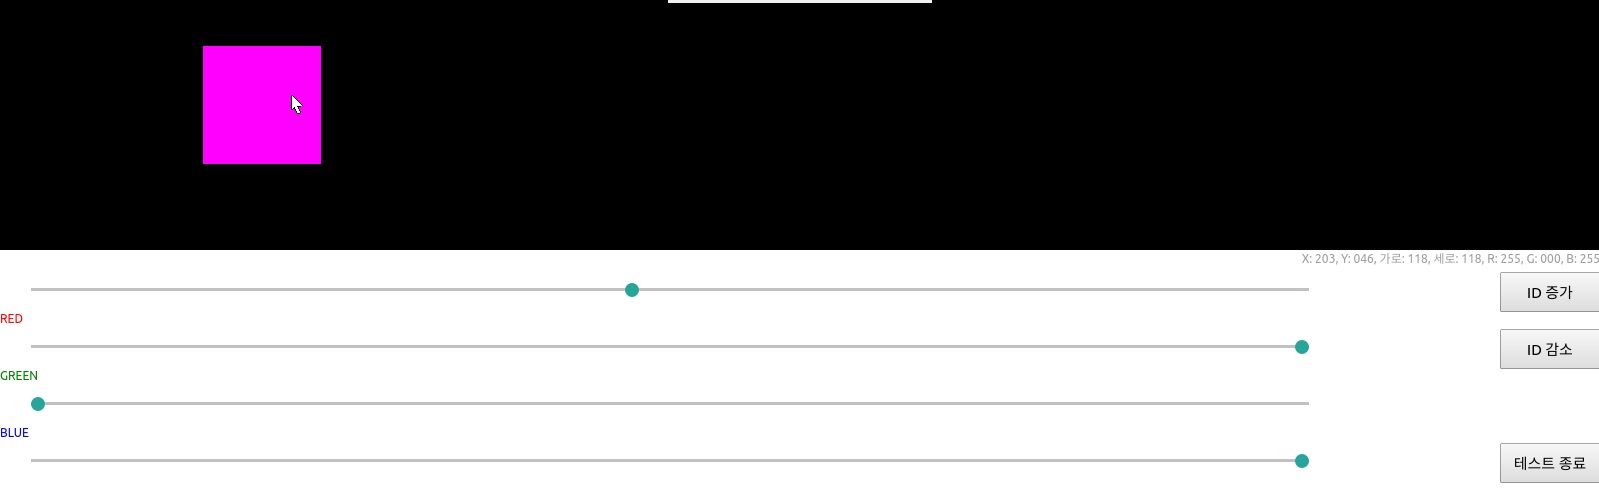 X: 203, Y: 046, 가로: 118, 세로: 118, R: 255, G: 000, B: 255
ID 증가
RED
ID 감소
GREEN
BLUE
테스트 종료